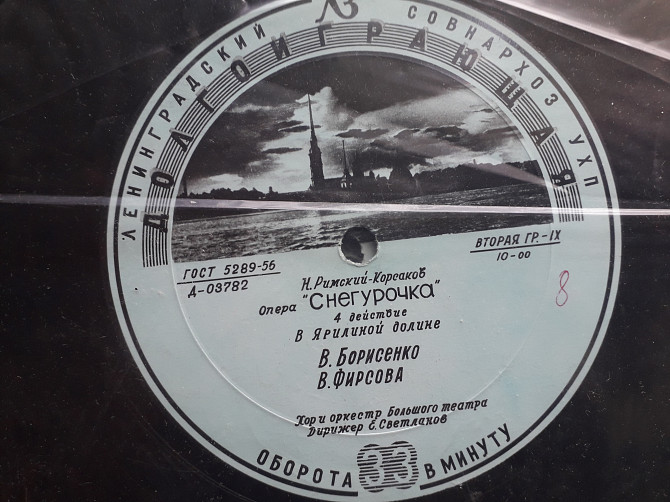 ЛЗ
ЛЕНИНГРАДСКИЙ СОВНАРХОЗ УХП
ДОЛГОИГРАЮЩАЯ
ГОСТ 5289-56
Д-03782
ВТОРАЯ ГР.-IX
10-00
Н. Римский-Корсаков
Опера "Снегурочка"
4 действие
В Ярилиной долине
В. Борисенко
В. Фирсова
8
Хор и оркестр Большого театра
Дирижер Е. Светланов
33 ОБОРОТА В МИНУТУ